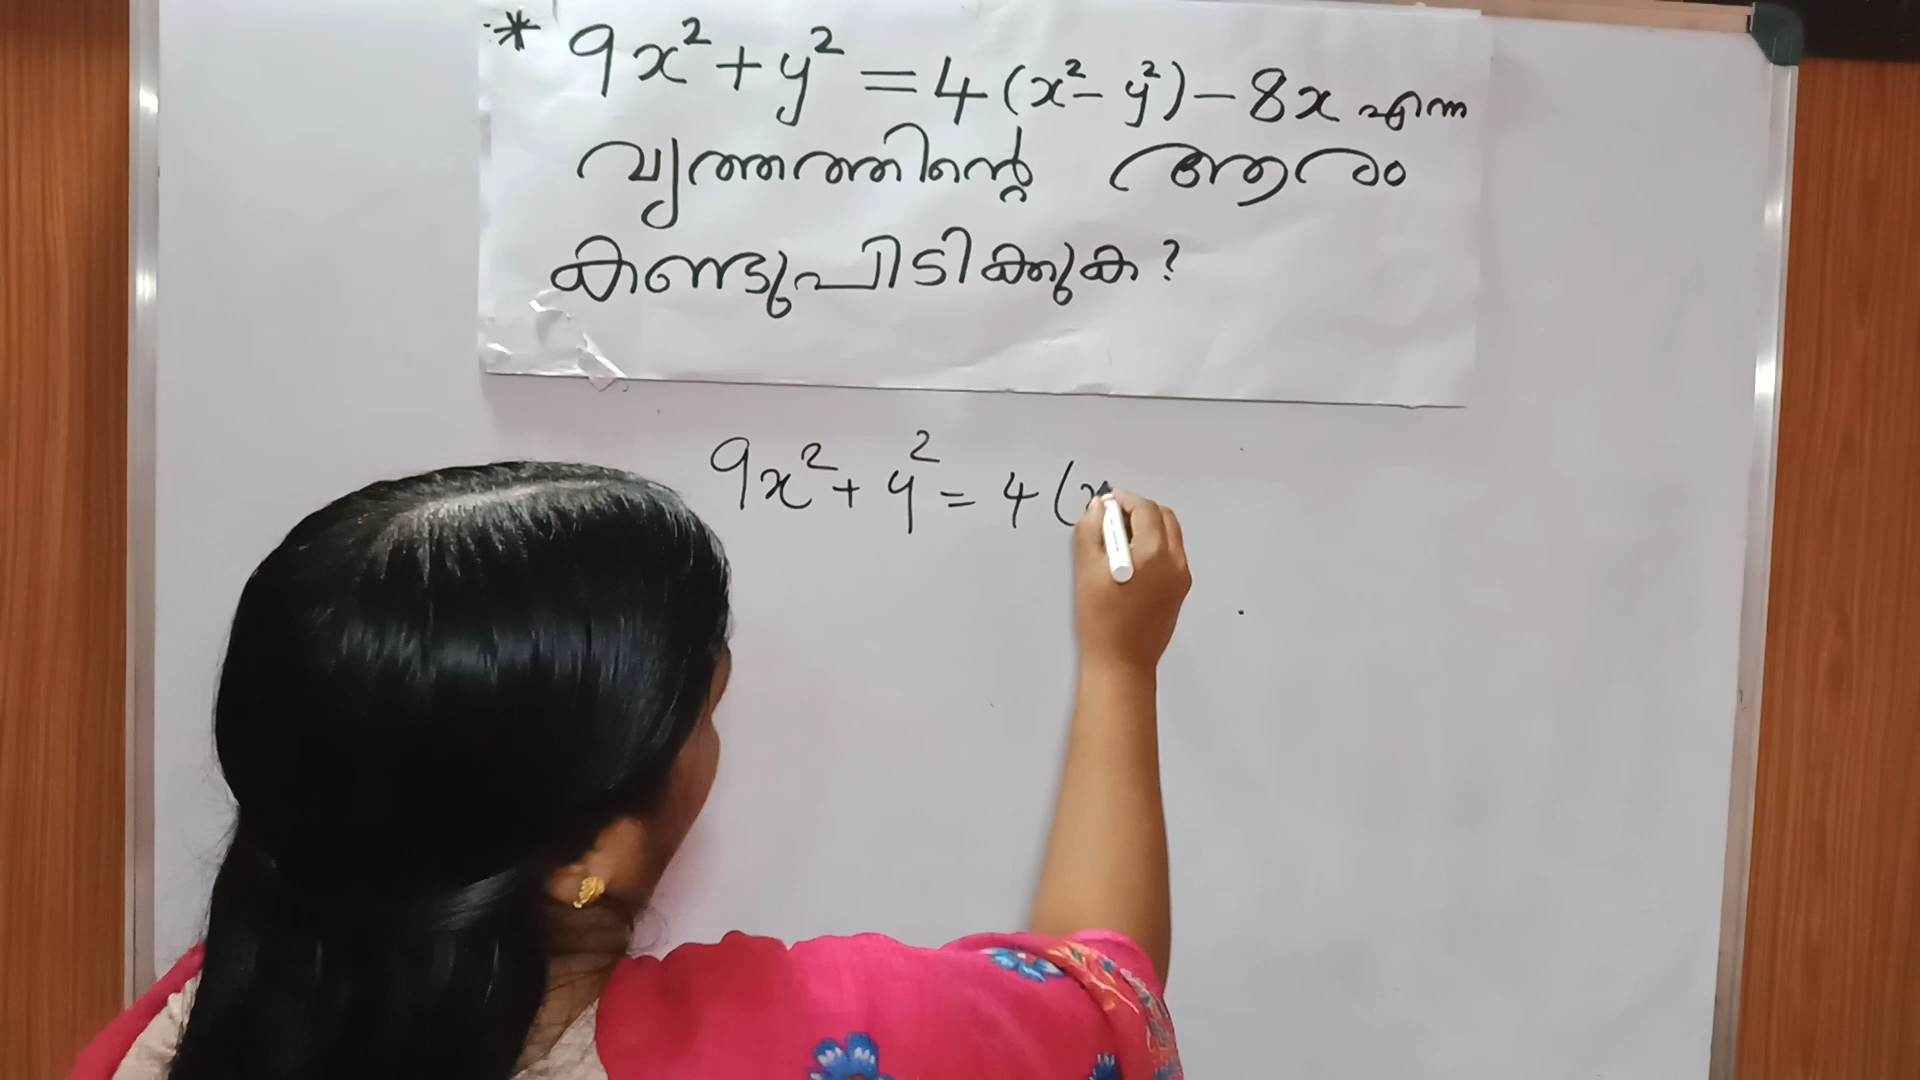 * 9x² + y² = 4(x² - y²) - 8x എന്ന
വൃത്തത്തിന്റെ ആരം
കണ്ടുപിടിക്കുക?
9x² + y² = 4(x